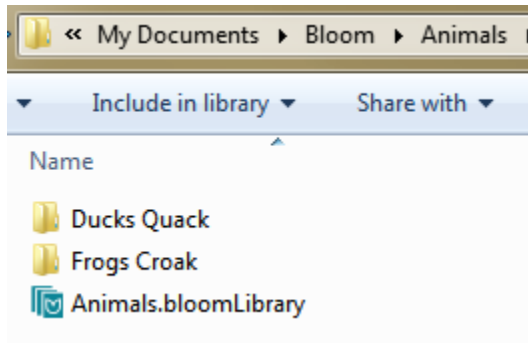 « My Documents ▸ Bloom ▸ Animals
Include in library ▾ Share with ▾
Name
Ducks Quack
Frogs Croak
Animals.bloomLibrary